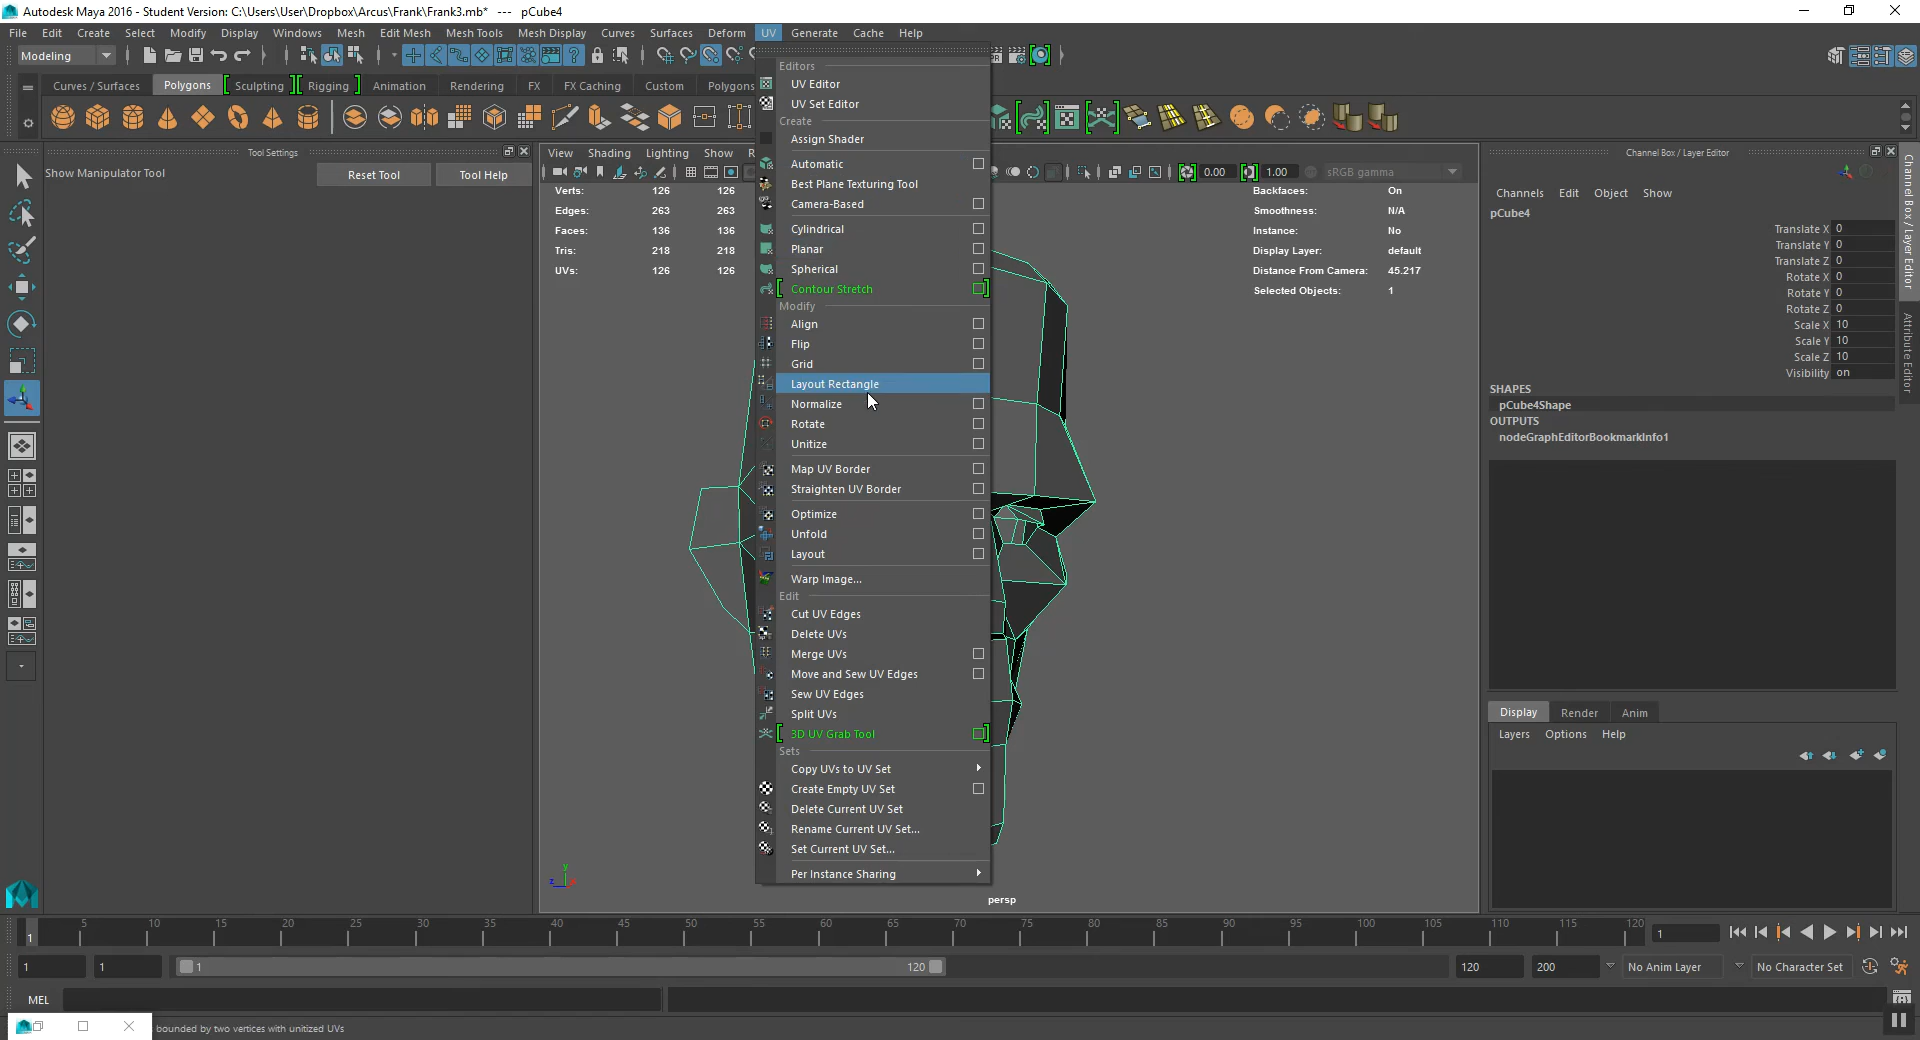 Autodesk Maya 2016 - Student Version: C:\Users\User\Dropbox\Arcus\Frank\Frank3.mb* --- pCube4
File Edit Create Select Modify Display Windows Mesh Edit Mesh Mesh Tools Mesh Display Curves Surfaces Deform UV Generate Cache Help
Modeling
Curves / Surfaces Polygons Sculpting Rigging Animation Rendering FX FX Caching Custom Polygons
Tool Settings
Show Manipulator Tool Reset Tool Tool Help
View Shading Lighting Show
0.00 1.00 sRGB gamma
Verts: 126 126
Edges: 263 263
Faces: 136 136
Tris: 218 218
UVs: 126 126
Editors
UV Editor
UV Set Editor
Create
Assign Shader
Automatic
Best Plane Texturing Tool
Camera-Based
Cylindrical
Planar
Spherical
Contour Stretch
Modify
Align
Flip
Grid
Layout Rectangle
Normalize
Rotate
Unitize
Map UV Border
Straighten UV Border
Optimize
Unfold
Layout
Warp Image...
Edit
Cut UV Edges
Delete UVs
Merge UVs
Move and Sew UV Edges
Sew UV Edges
Split UVs
3D UV Grab Tool
Sets
Copy UVs to UV Set
Create Empty UV Set
Delete Current UV Set
Rename Current UV Set...
Set Current UV Set...
Per Instance Sharing
Backfaces: On
Smoothness: N/A
Instance: No
Display Layer: default
Distance From Camera: 45.217
Selected Objects: 1
y
z
persp
Channel Box / Layer Editor
Channels Edit Object Show
pCube4
Translate X 0
Translate Y 0
Translate Z 0
Rotate X 0
Rotate Y 0
Rotate Z 0
Scale X 10
Scale Y 10
Scale Z 10
Visibility on
SHAPES
pCube4Shape
OUTPUTS
nodeGraphEditorBookmarkInfo1
Display Render Anim
Layers Options Help
Channel Box / Layer Editor
Attribute Editor
1 5 10 15 20 25 30 35 40 45 50 55 60 65 70 75 80 85 90 95 100 105 110 115 120 1
1 1 1 120 120 200 No Anim Layer No Character Set
MEL
bounded by two vertices with unitized UVs